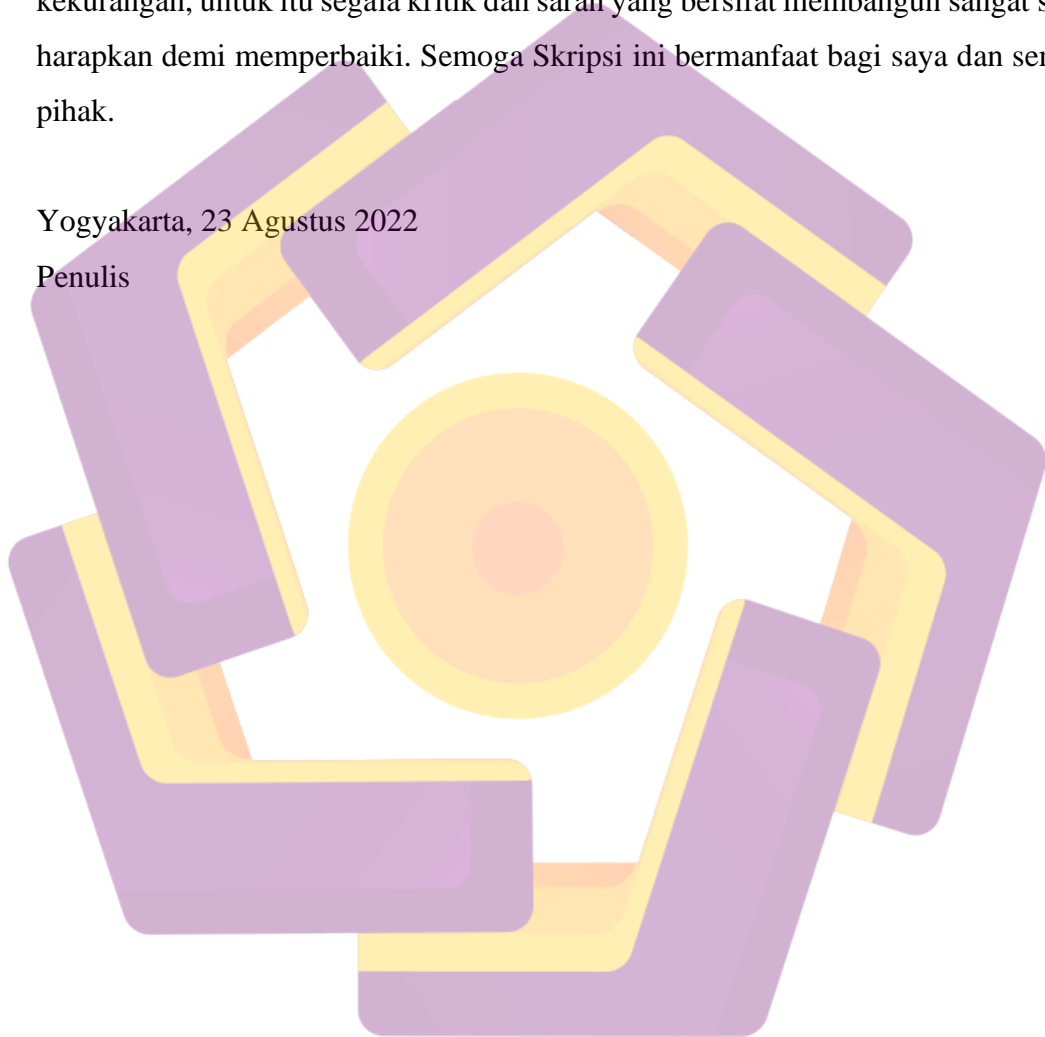 kekurangan, untuk itu segala kritik dan saran yang bersifat membangun sangat
harapkan demi memperbaiki. Semoga Skripsi ini bermanfaat bagi saya dan
pihak.
Yogyakarta, 23 Agustus 2022
Penulis